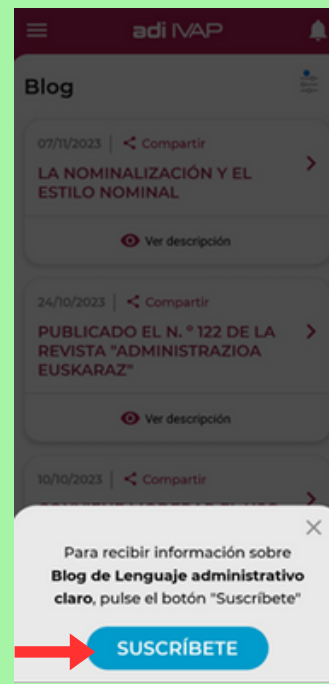 adi IVAP
Blog
07/11/2023 | Compartir
LA NOMINALIZACIÓN Y EL
ESTILO NOMINAL
Ver descripción
24/10/2023 | Compartir
PUBLICADO EL N. º 122 DE LA
REVISTA "ADMINISTRAZIOA
EUSKARAZ"
Ver descripción
10/10/2023 | Compartir
Para recibir información sobre
Blog de Lenguaje administrativo
claro, pulse el botón "Suscríbete"
SUSCRÍBETE